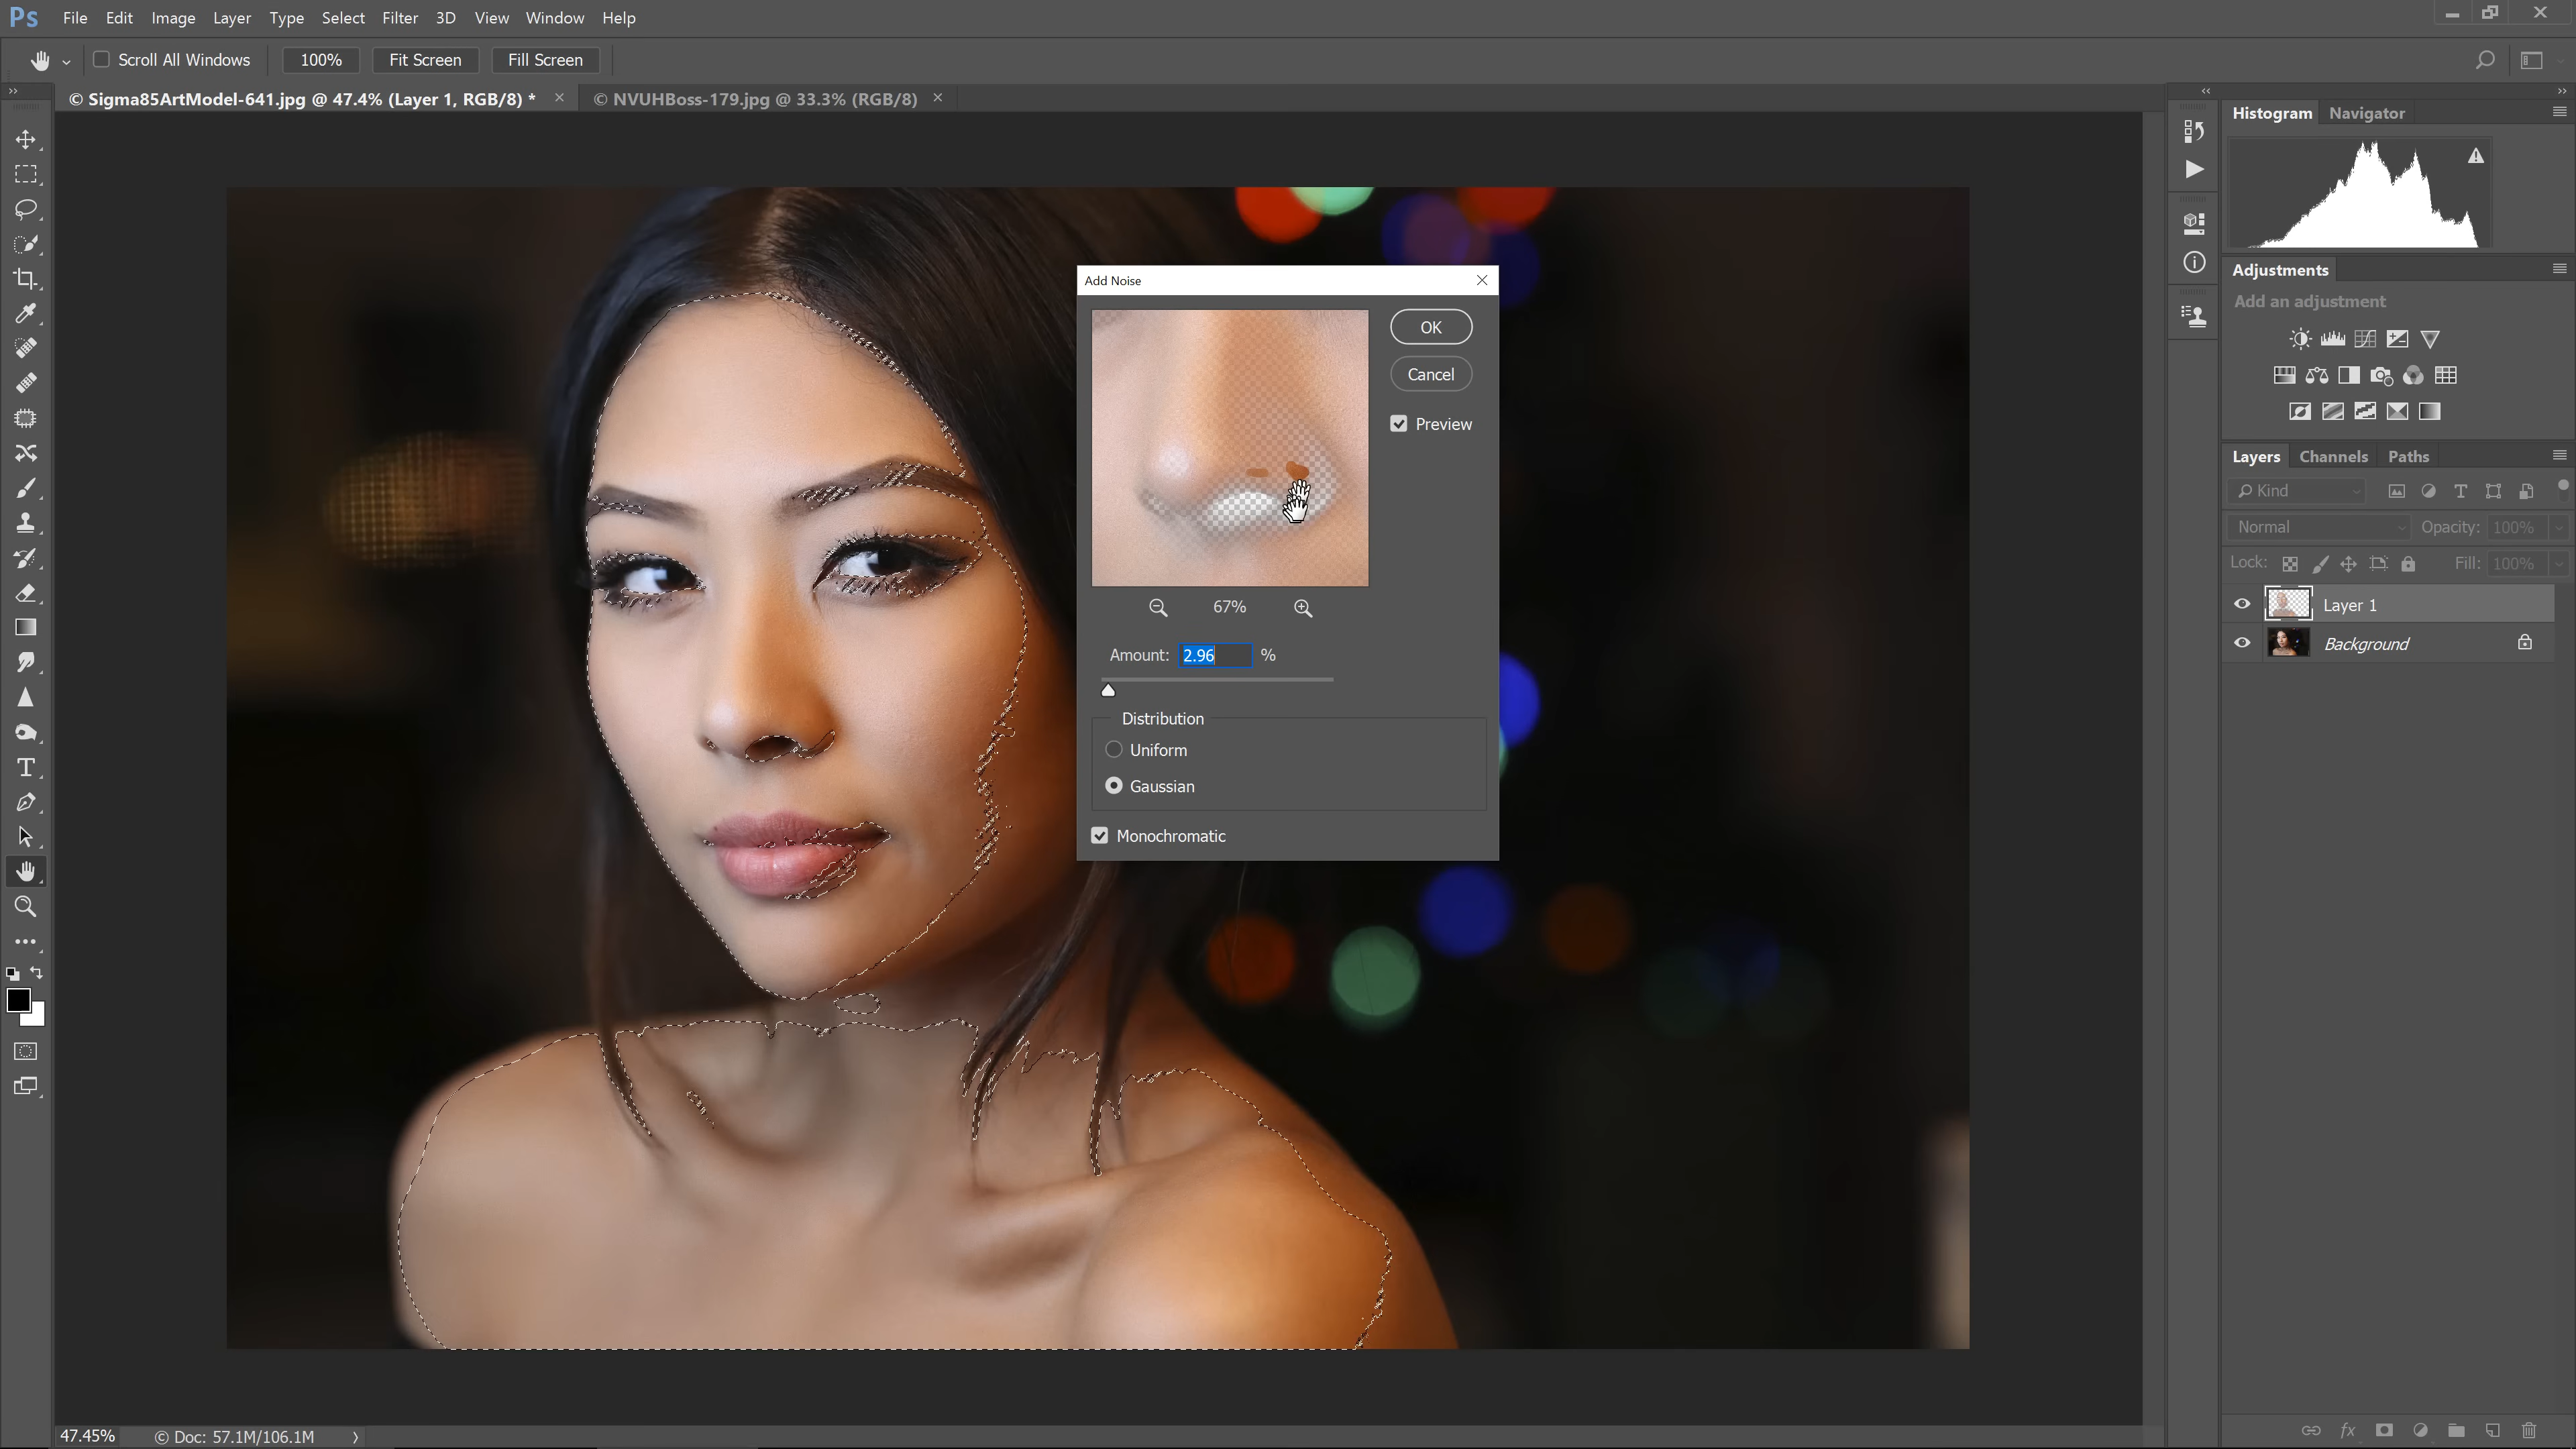 Ps File Edit Image Layer Type Select Filter 3D View Window Help
Scroll All Windows 100% Fit Screen Fill Screen
© Sigma85ArtModel-641.jpg @ 47.4% (Layer 1, RGB/8) * × © NVUHBoss-179.jpg @ 33.3% (RGB/8) ×
Histogram Navigator
Add Noise
OK
Cancel
Preview
67%
Amount: 2.96 %
Distribution
Uniform
Gaussian
Monochromatic
Adjustments
Add an adjustment
Layers Channels Paths
Kind
Normal Opacity: 100%
Lock: Fill: 100%
Layer 1
Background
47.45% © Doc: 57.1M/106.1M